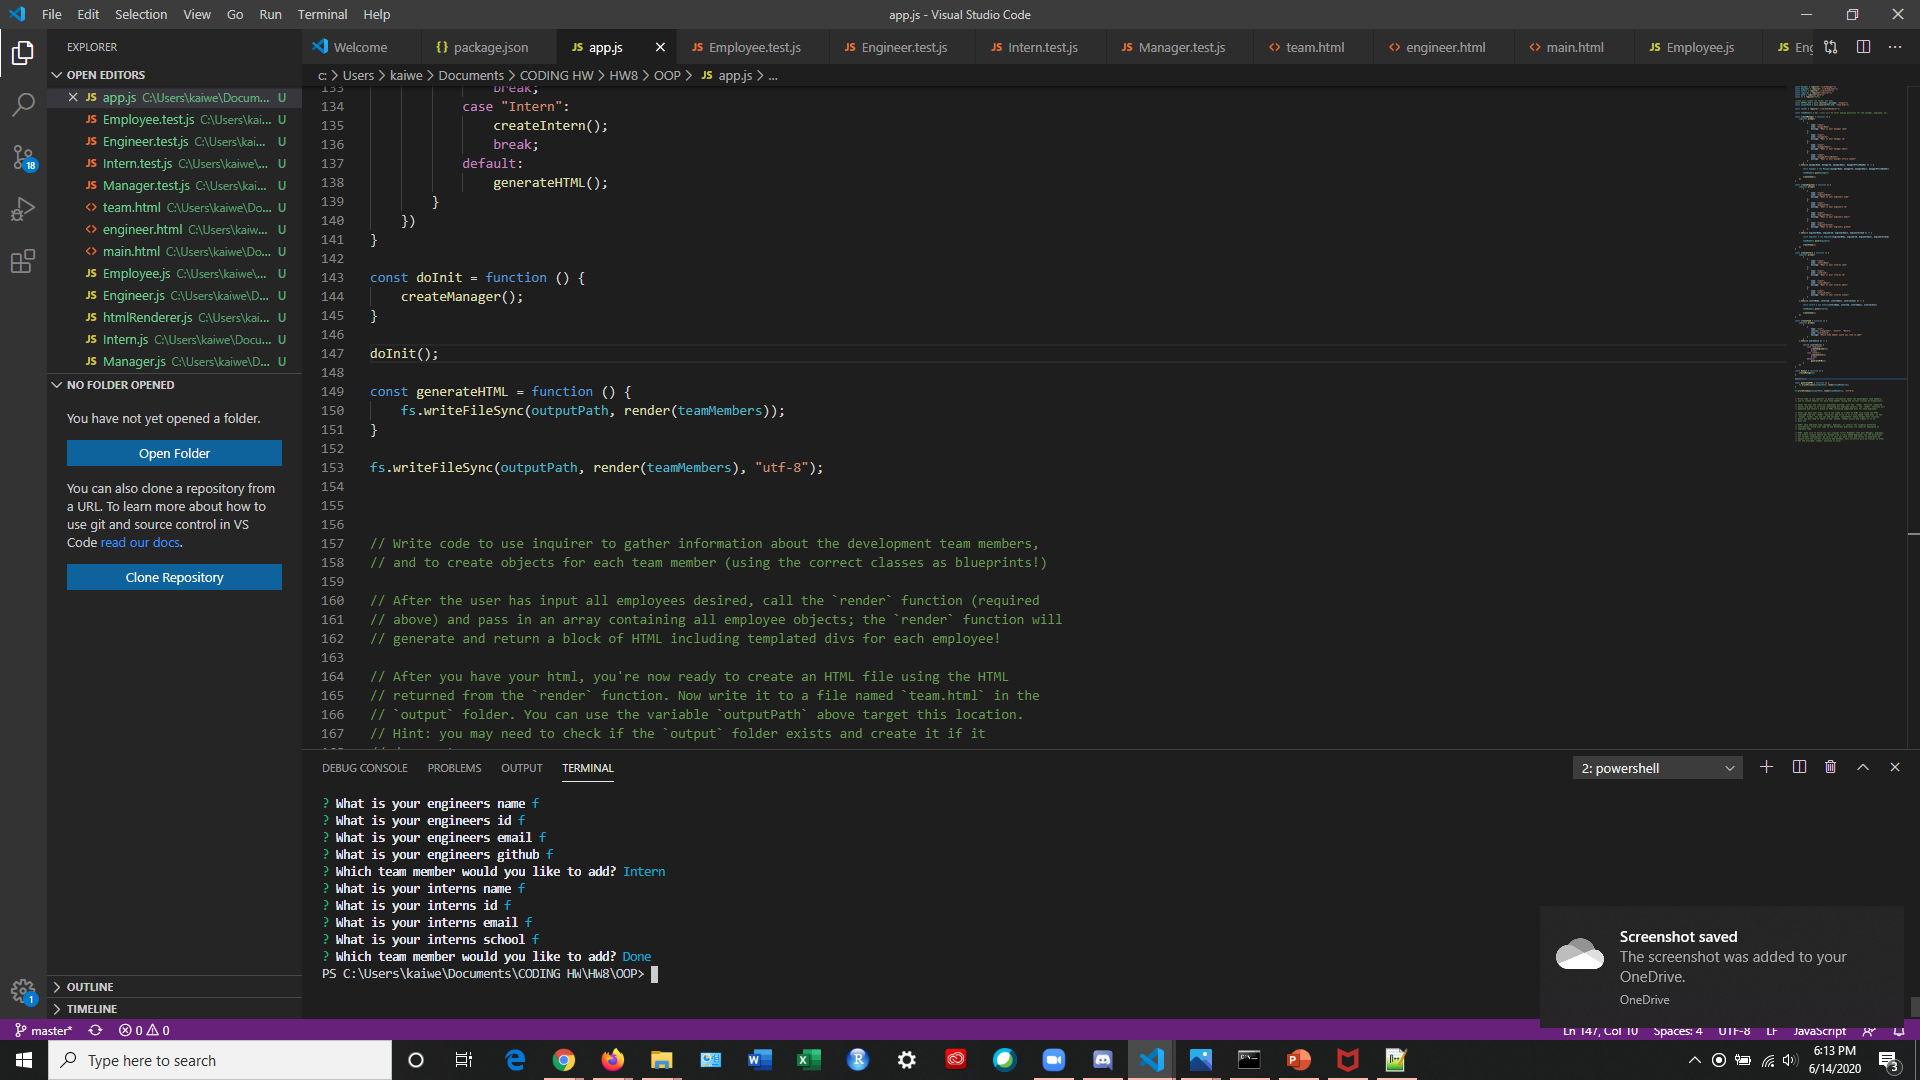 File Edit Selection View Go Run Terminal Help
app.js - Visual Studio Code
EXPLORER
Welcome package.json app.js Employee.test.js Engineer.test.js Intern.test.js Manager.test.js team.html engineer.html main.html Employee.js
OPEN EDITORS
c: > Users > kaiwe > Documents > CODING HW > HW8 > OOP > JS app.js > ...
JS app.js C:\Users\kaiwe\Docum... U
JS Employee.test.js C:\Users\kai... U
JS Engineer.test.js C:\Users\kai... U
JS Intern.test.js C:\Users\kaiwe\... U
JS Manager.test.js C:\Users\kai... U
<> team.html C:\Users\kaiwe\Do... U
<> engineer.html C:\Users\kaiw... U
<> main.html C:\Users\kaiwe\Do... U
JS Employee.js C:\Users\kaiwe\... U
JS Engineer.js C:\Users\kaiwe\D... U
JS htmlRenderer.js C:\Users\kai... U
JS Intern.js C:\Users\kaiwe\Docu... U
JS Manager.js C:\Users\kaiwe\D... U
NO FOLDER OPENED
You have not yet opened a folder.
Open Folder
You can also clone a repository from
a URL. To learn more about how to
use git and source control in VS
Code read our docs.
Clone Repository
OUTLINE
TIMELINE
133 break;
134 case "Intern":
135 createIntern();
136 break;
137 default:
138 generateHTML();
139 }
140 })
141 }
142
143 const doInit = function () {
144 createManager();
145 }
146
147 doInit();
148
149 const generateHTML = function () {
150 fs.writeFileSync(outputPath, render(teamMembers));
151 }
152
153 fs.writeFileSync(outputPath, render(teamMembers), "utf-8");
154
155
156
157 // Write code to use inquirer to gather information about the development team members,
158 // and to create objects for each team member (using the correct classes as blueprints!)
159
160 // After the user has input all employees desired, call the `render` function (required
161 // above) and pass in an array containing all employee objects; the `render` function will
162 // generate and return a block of HTML including templated divs for each employee!
163
164 // After you have your html, you're now ready to create an HTML file using the HTML
165 // returned from the `render` function. Now write it to a file named `team.html` in the
166 // `output` folder. You can use the variable `outputPath` above target this location.
167 // Hint: you may need to check if the `output` folder exists and create it if it
DEBUG CONSOLE PROBLEMS OUTPUT TERMINAL
2: powershell
? What is your engineers name f
? What is your engineers id f
? What is your engineers email f
? What is your engineers github f
? Which team member would you like to add? Intern
? What is your interns name f
? What is your interns id f
? What is your interns email f
? What is your interns school f
? Which team member would you like to add? Done
PS C:\Users\kaiwe\Documents\CODING HW\HW8\OOP>
Screenshot saved
The screenshot was added to your
OneDrive.
OneDrive
master* 0 0
Ln 147, Col 10 Spaces: 4 UTF-8 LF JavaScript
Type here to search
6:13 PM
6/14/2020